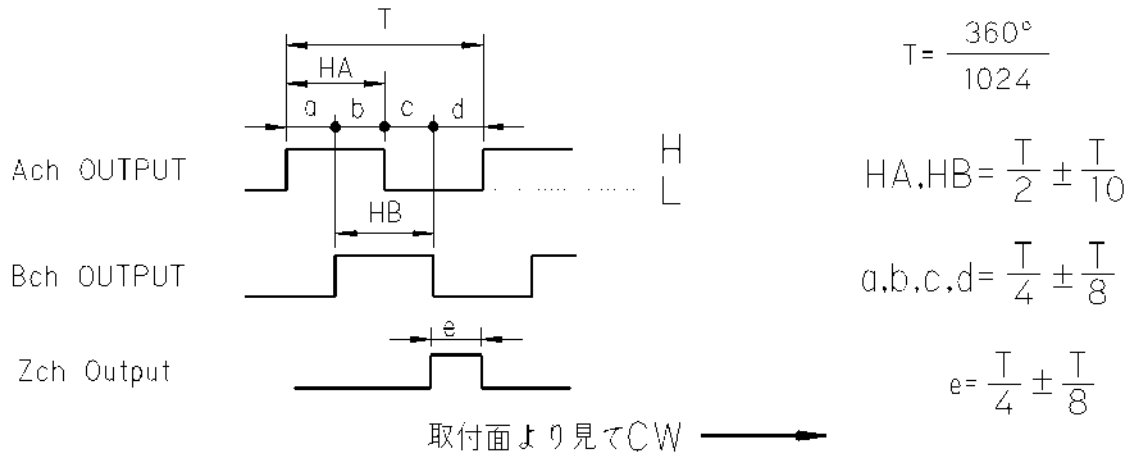 T
HA
a b c d
Ach OUTPUT
H
L
HB
Bch OUTPUT
e
Zch Output
取付面より見てCW
T= 360° / 1024
HA,HB= T/2 ± T/10
a,b,c,d= T/4 ± T/8
e= T/4 ± T/8